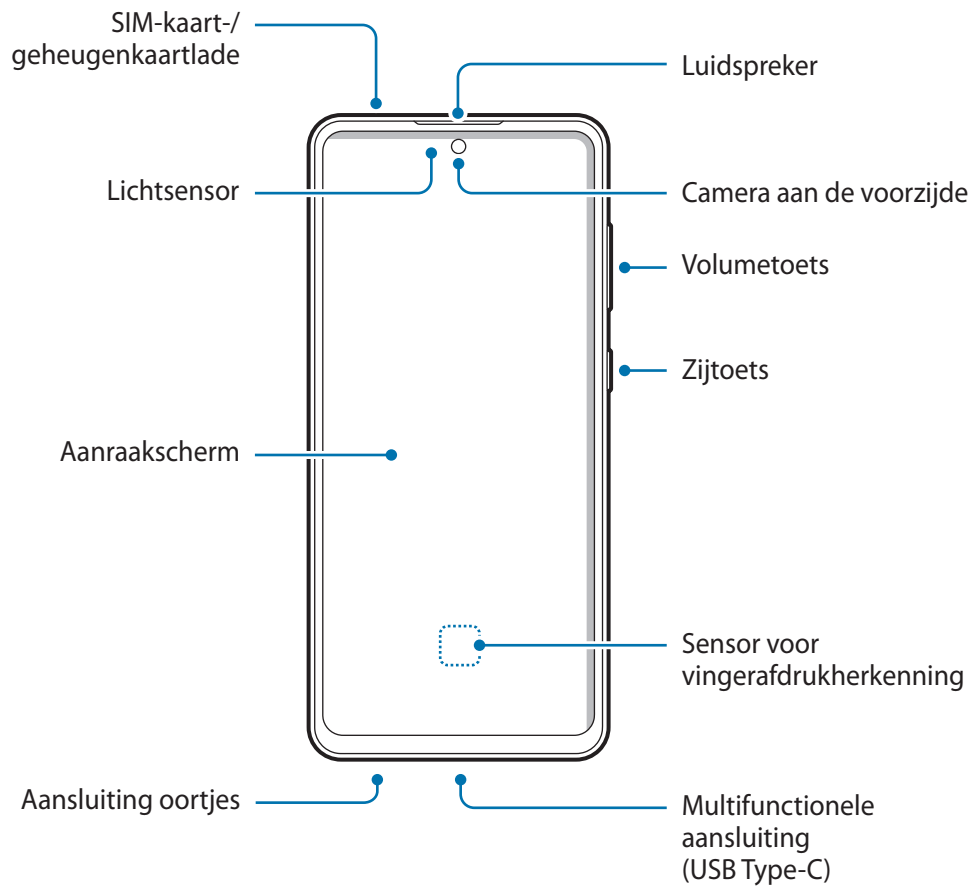 SIM-kaart-/
geheugenkaartlade
Luidspreker
Lichtsensor
Camera aan de voorzijde
Volumetoets
Zijtoets
Aanraakscherm
Sensor voor
vingerafdrukherkenning
Aansluiting oortjes
Multifunctionele
aansluiting
(USB Type-C)